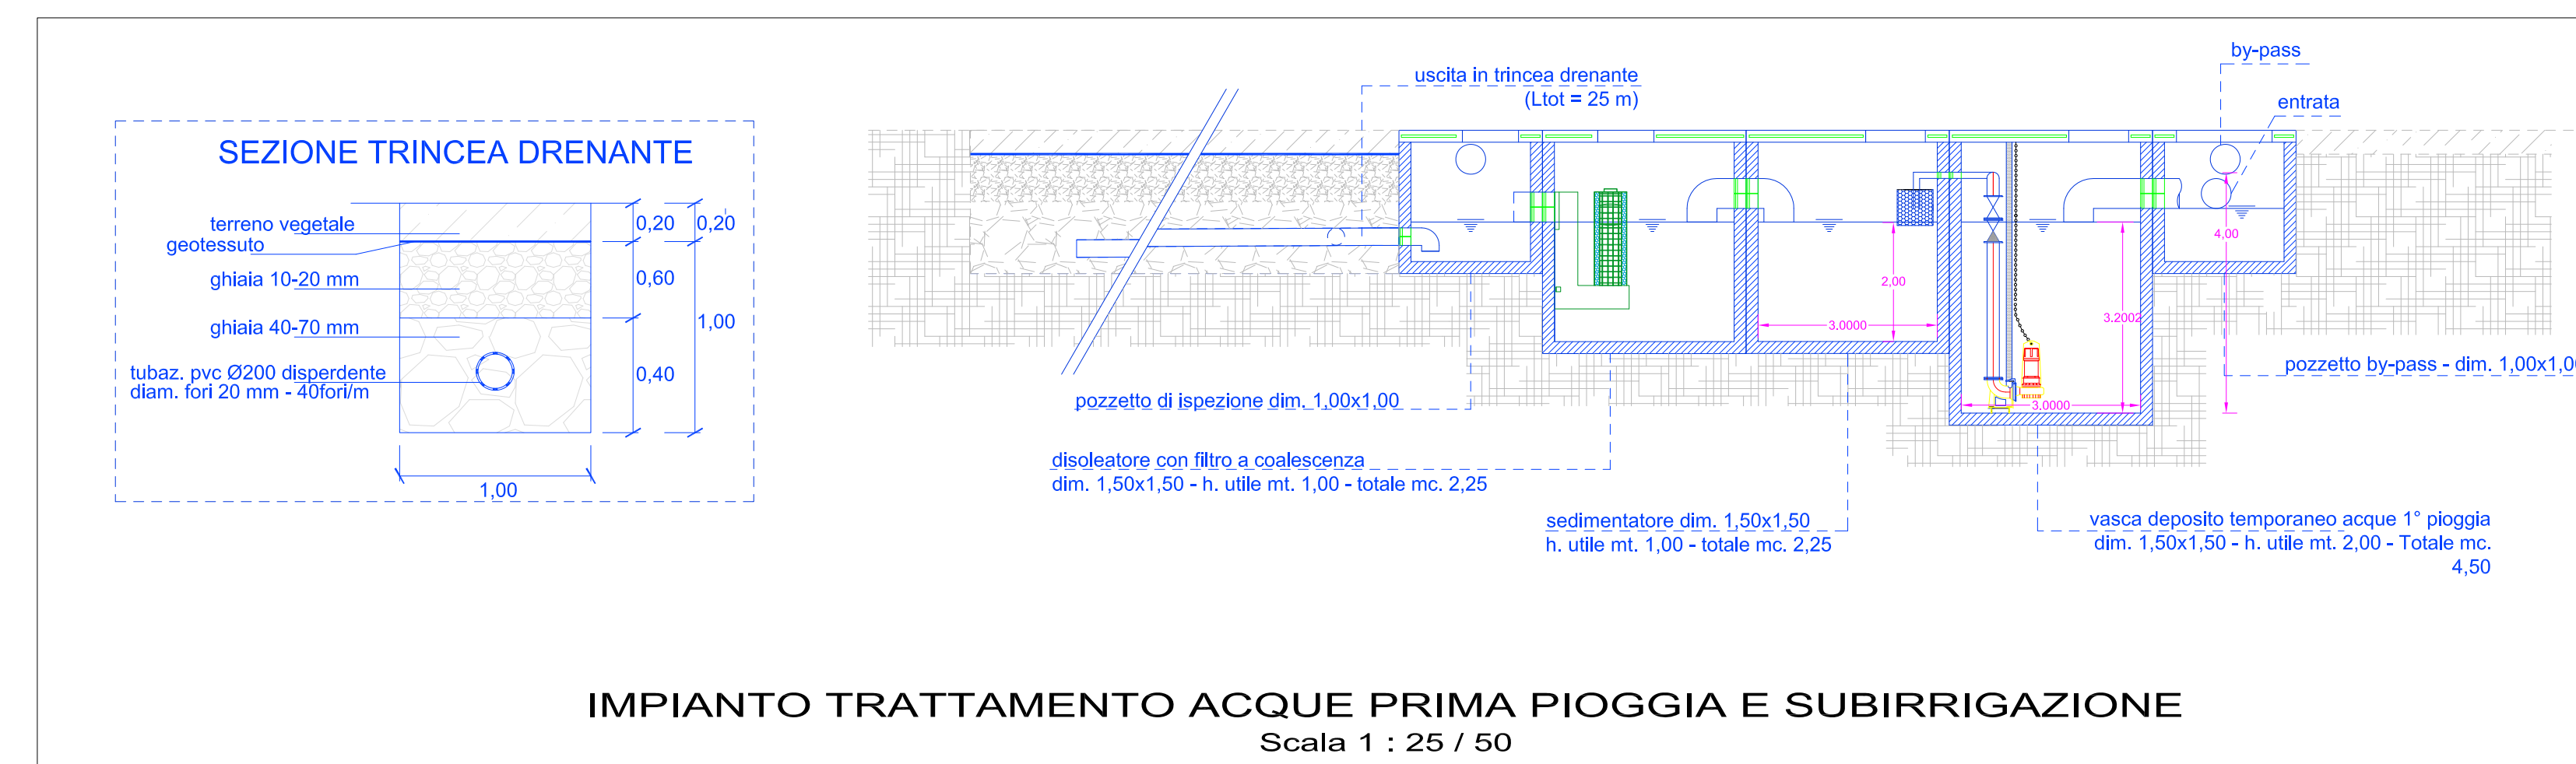 SEZIONE TRINCEA DRENANTE
terreno vegetale
geotessuto
ghiaia 10-20 mm
ghiaia 40-70 mm
tubaz. pvc Ø200 disperdente
diam. fori 20 mm - 40fori/m
0,20
0,20
0,60
1,00
0,40
1,00
uscita in trincea drenante
(Ltot = 25 m)
by-pass
entrata
4,00
2,00
3.0000
3.2002
3.0000
pozzetto by-pass - dim. 1,00x1,00
pozzetto di ispezione dim. 1,00x1,00
disoleatore con filtro a coalescenza
dim. 1,50x1,50 - h. utile mt. 1,00 - totale mc. 2,25
sedimentatore dim. 1,50x1,50
h. utile mt. 1,00 - totale mc. 2,25
vasca deposito temporaneo acque 1° pioggia
dim. 1,50x1,50 - h. utile mt. 2,00 - Totale mc.
4,50
IMPIANTO TRATTAMENTO ACQUE PRIMA PIOGGIA E SUBIRRIGAZIONE
Scala 1 : 25 / 50